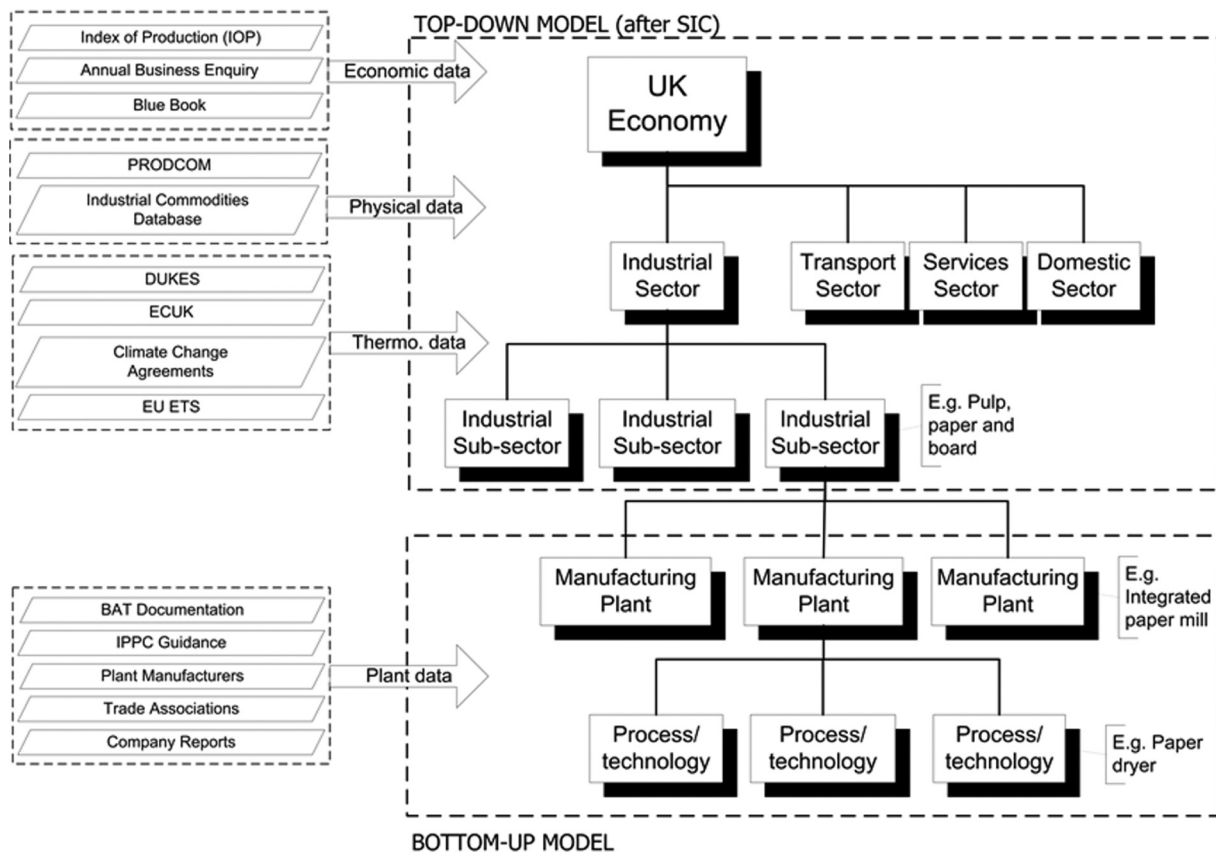 TOP-DOWN MODEL (after SIC)
Index of Production (IOP)
Annual Business Enquiry
Blue Book
Economic data
PRODCOM
Industrial Commodities
Database
Physical data
DUKES
ECUK
Climate Change
Agreements
EU ETS
Thermo. data
UK
Economy
Industrial
Sector
Transport
Sector
Services
Sector
Domestic
Sector
Industrial
Sub-sector
Industrial
Sub-sector
Industrial
Sub-sector
E.g. Pulp,
paper and
board
BAT Documentation
IPPC Guidance
Plant Manufacturers
Trade Associations
Company Reports
Plant data
Manufacturing
Plant
Manufacturing
Plant
Manufacturing
Plant
E.g.
Integrated
paper mill
Process/
technology
Process/
technology
Process/
technology
E.g. Paper
dryer
BOTTOM-UP MODEL